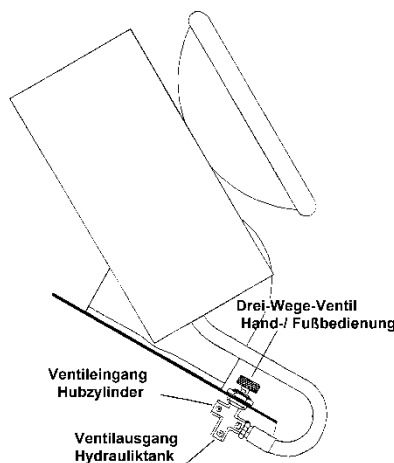 Drei-Wege-Ventil
Hand-/ Fußbedienung
Ventileingang
Hubzylinder
Ventilausgang
Hydrauliktank